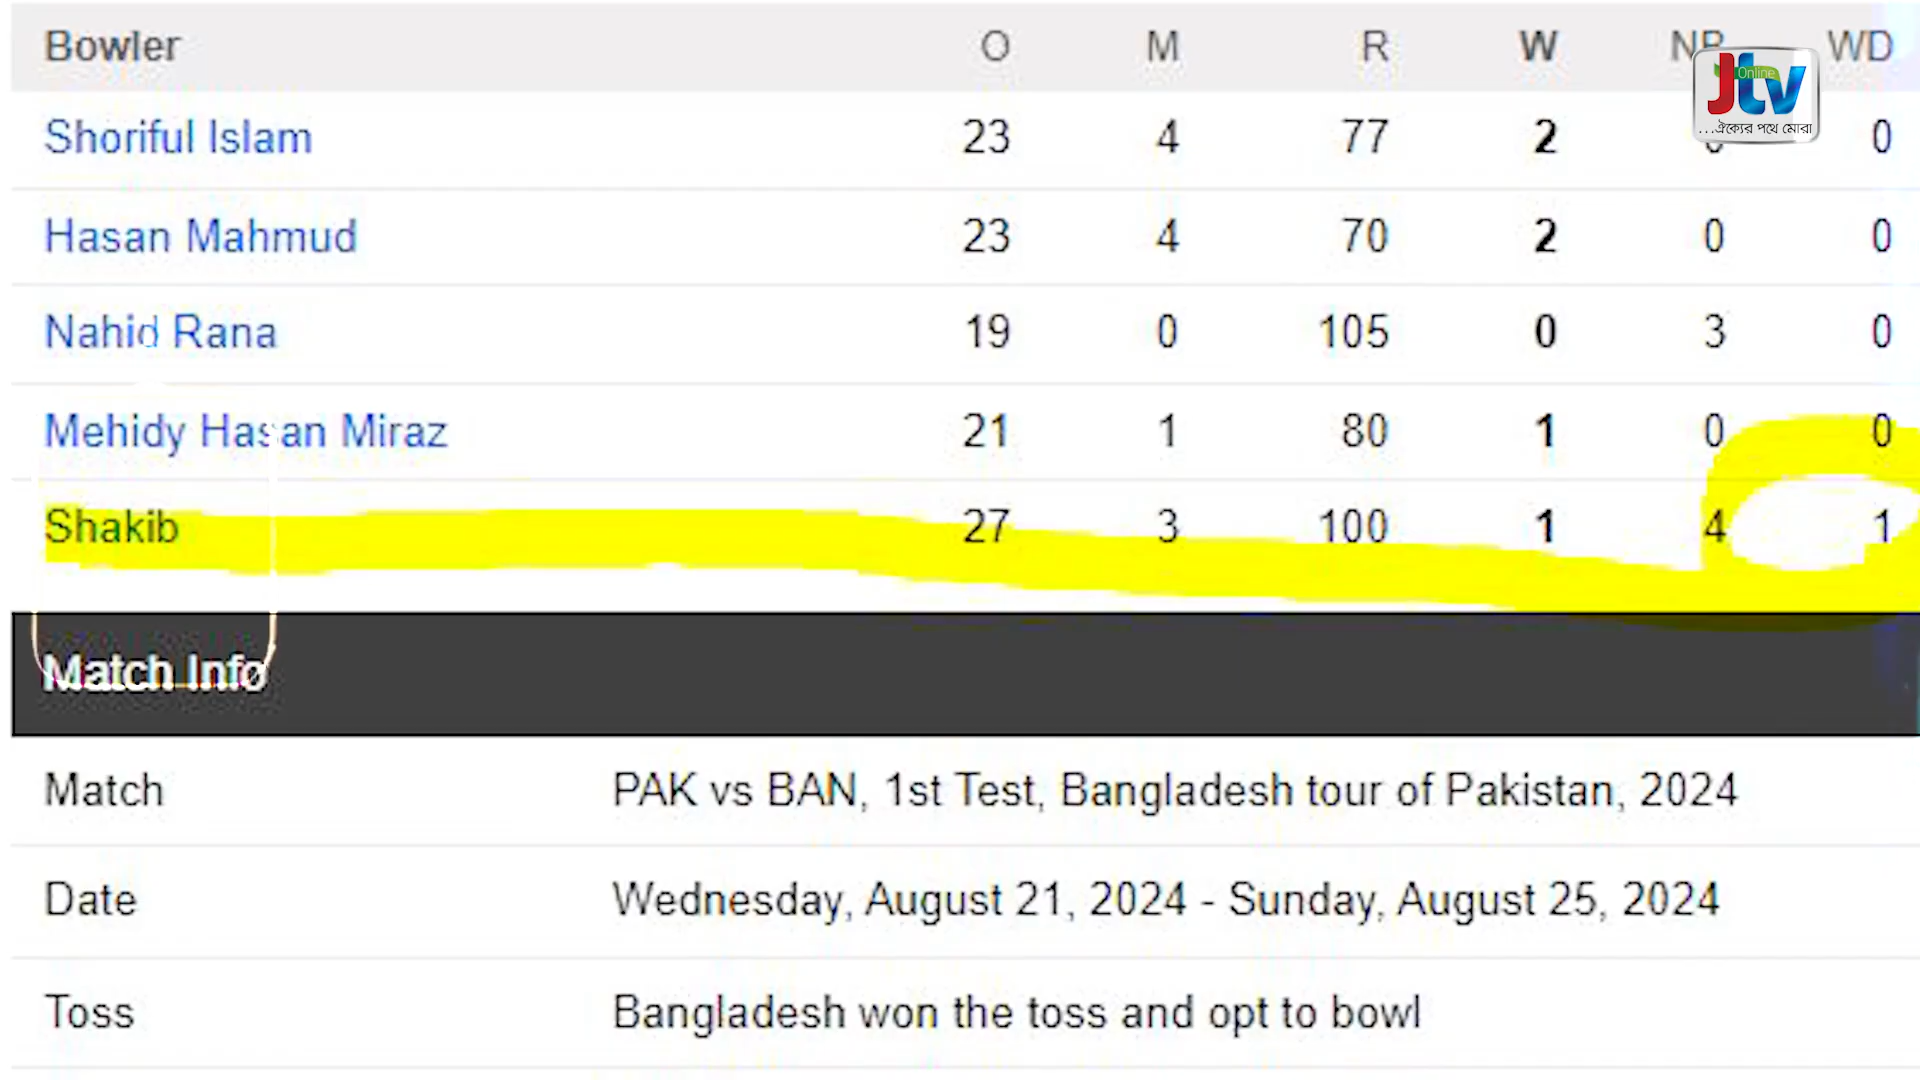 Bowler O M R W NB WD
Jtv
Online
...ঐক্যের পথে মোরা
Shoriful Islam 23 4 77 2 0 0
Hasan Mahmud 23 4 70 2 0 0
Nahid Rana 19 0 105 0 3 0
Mehidy Hasan Miraz 21 1 80 1 0 0
Shakib 27 3 100 1 4 1
Match Info
Match PAK vs BAN, 1st Test, Bangladesh tour of Pakistan, 2024
Date Wednesday, August 21, 2024 - Sunday, August 25, 2024
Toss Bangladesh won the toss and opt to bowl